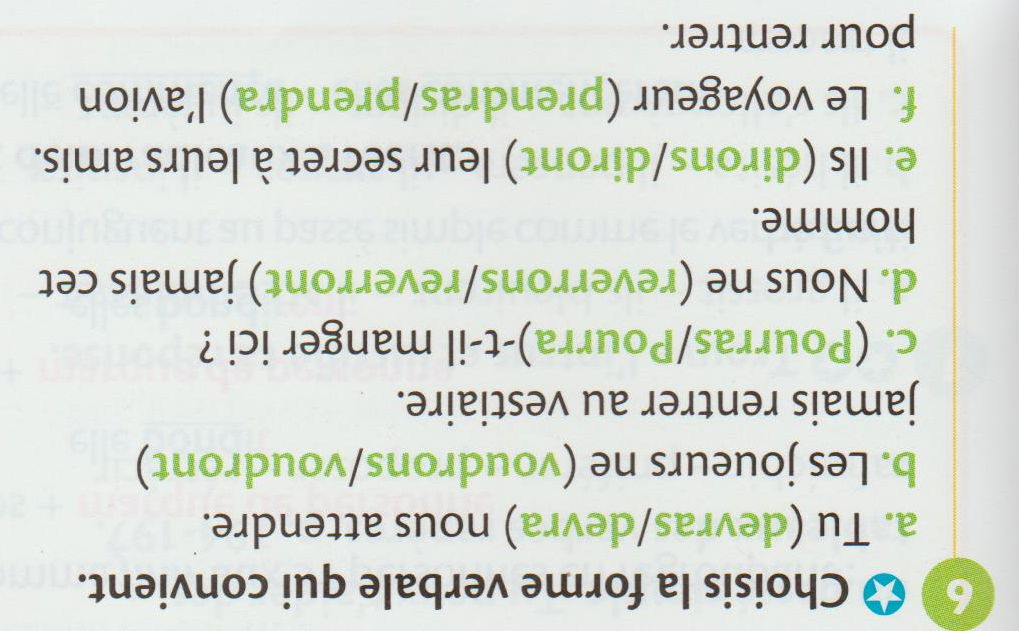 6 Choisis la forme verbale qui convient.
a. Tu (devras/devra) nous attendre.
b. Les joueurs ne (voudrons/voudront)
jamais rentrer au vestiaire.
c. (Pourras/Pourra)-t-il manger ici ?
d. Nous ne (reverrons/reverront) jamais cet
homme.
e. Ils (dirons/diront) leur secret à leurs amis.
f. Le voyageur (prendras/prendra) l'avion
pour rentrer.